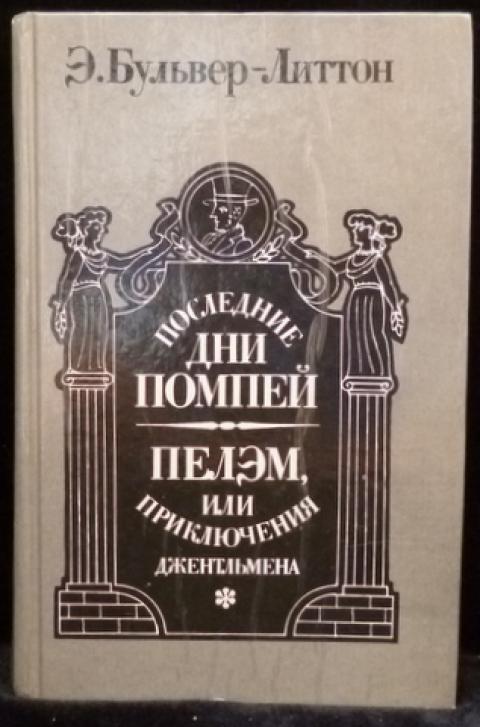 Э. Бульвер-Литтон
ПОСЛЕДНИЕ
ДНИ
ПОМПЕЙ
ПЕЛЭМ,
ИЛИ
ПРИКЛЮЧЕНИЯ
ДЖЕНТЛЬМЕНА